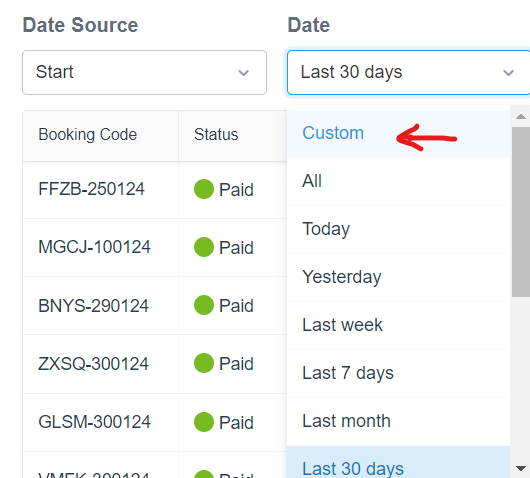 Date Source
Date
Start
Last 30 days
Booking Code
Status
Custom
FFZB-250124
Paid
All
MGCJ-100124
Paid
Today
BNYS-290124
Paid
Yesterday
ZXSQ-300124
Paid
Last week
GLSM-300124
Paid
Last 7 days
Last month
Paid
Last 30 days